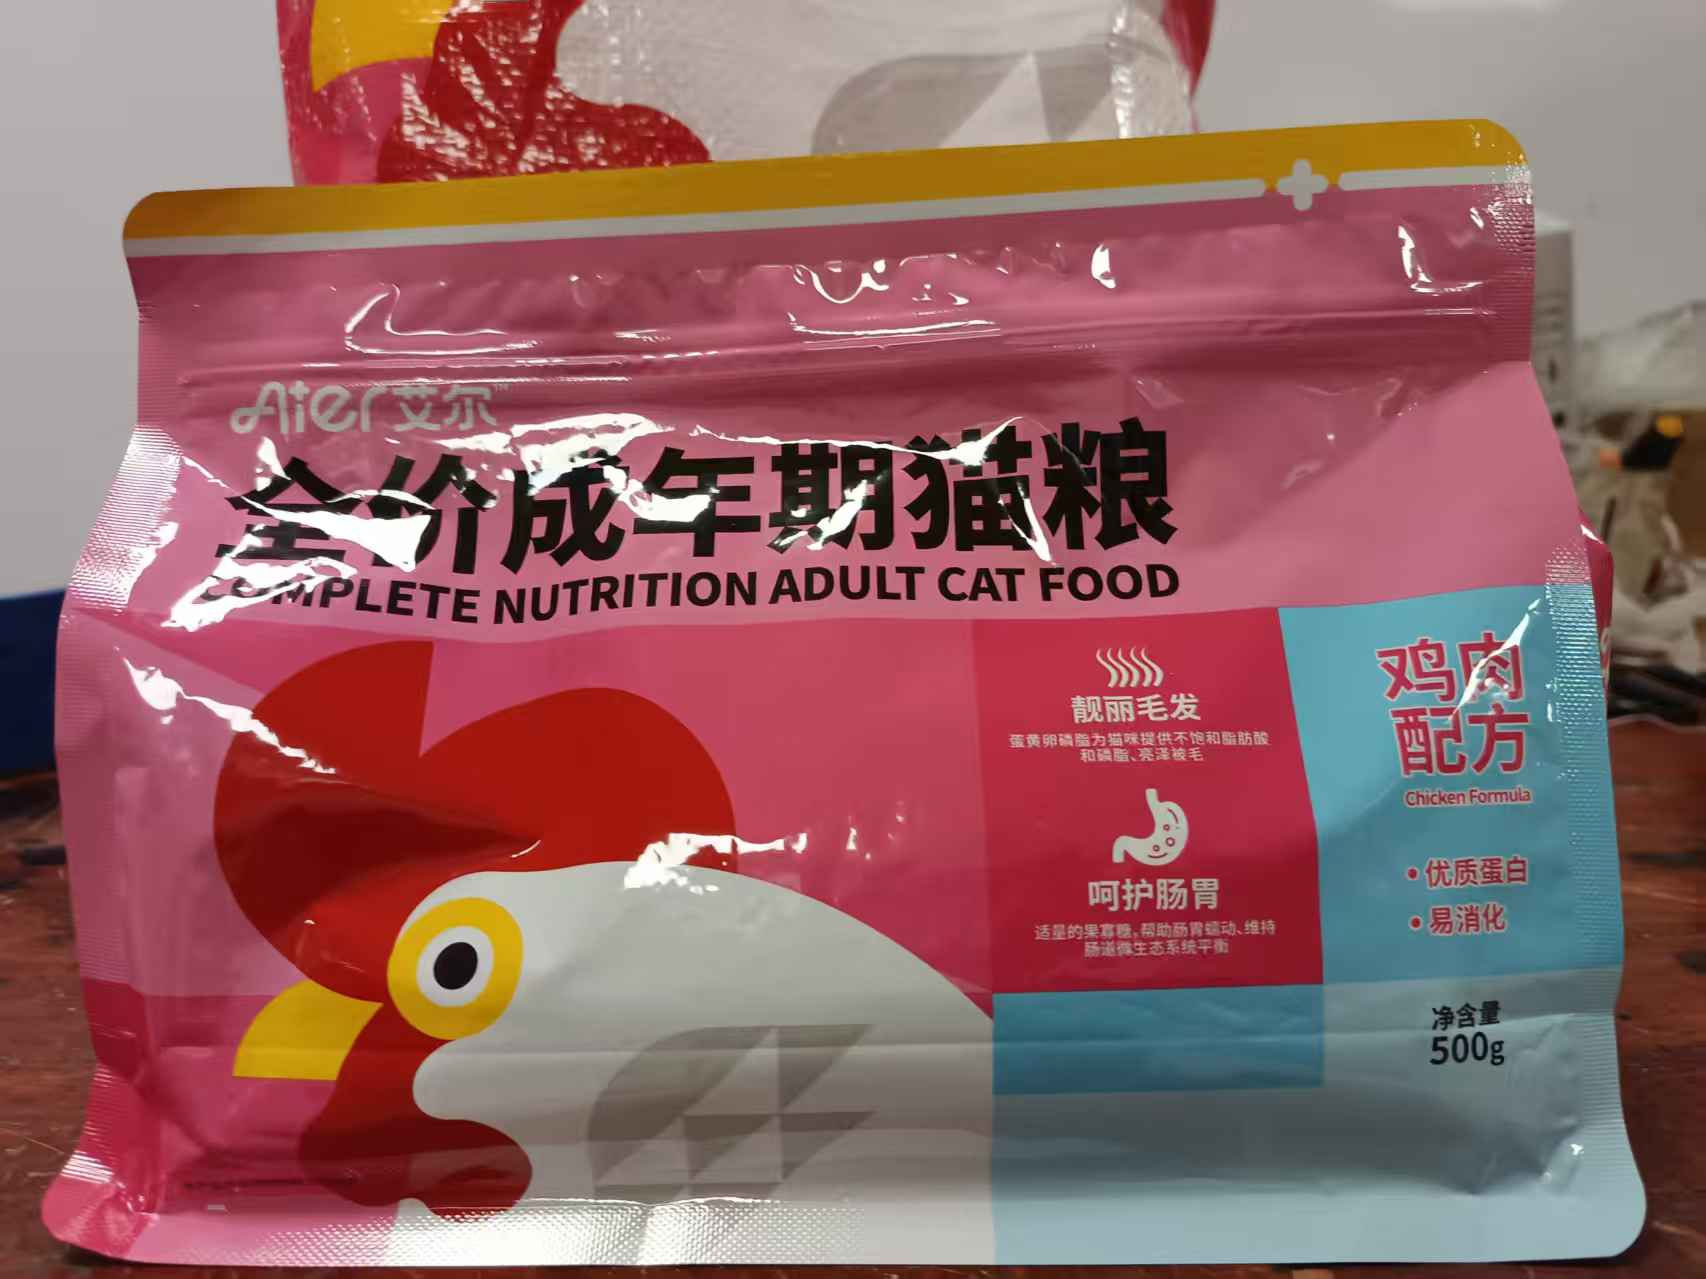 Aier艾尔™
全价成年期猫粮
COMPLETE NUTRITION ADULT CAT FOOD
靓丽毛发
蛋黄卵磷脂为猫咪提供不饱和脂肪酸
和磷脂、亮泽被毛
呵护肠胃
适量的果寡糖，帮助肠胃蠕动、维持
肠道微生态系统平衡
鸡肉
配方
Chicken Formula
• 优质蛋白
• 易消化
净含量
500g